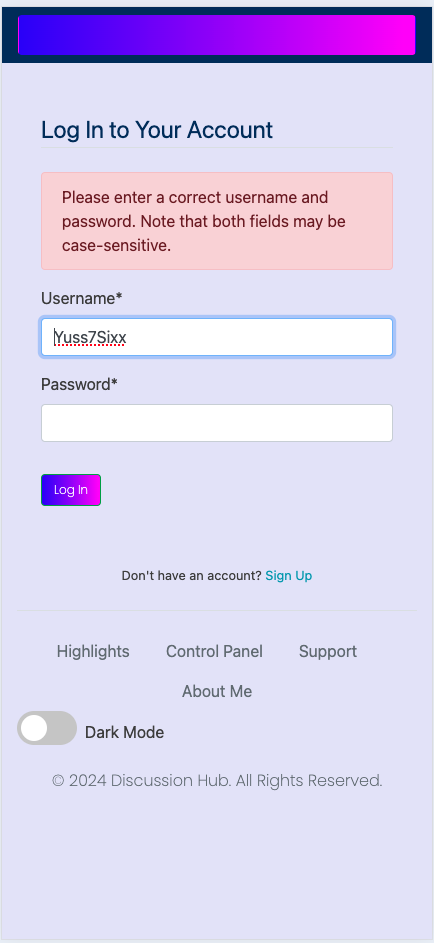 Log In to Your Account
Please enter a correct username and
password. Note that both fields may be
case-sensitive.
Username*
Yuss7Sixx
Password*
Log In
Don't have an account? Sign Up
Highlights Control Panel Support
About Me
Dark Mode
© 2024 Discussion Hub. All Rights Reserved.